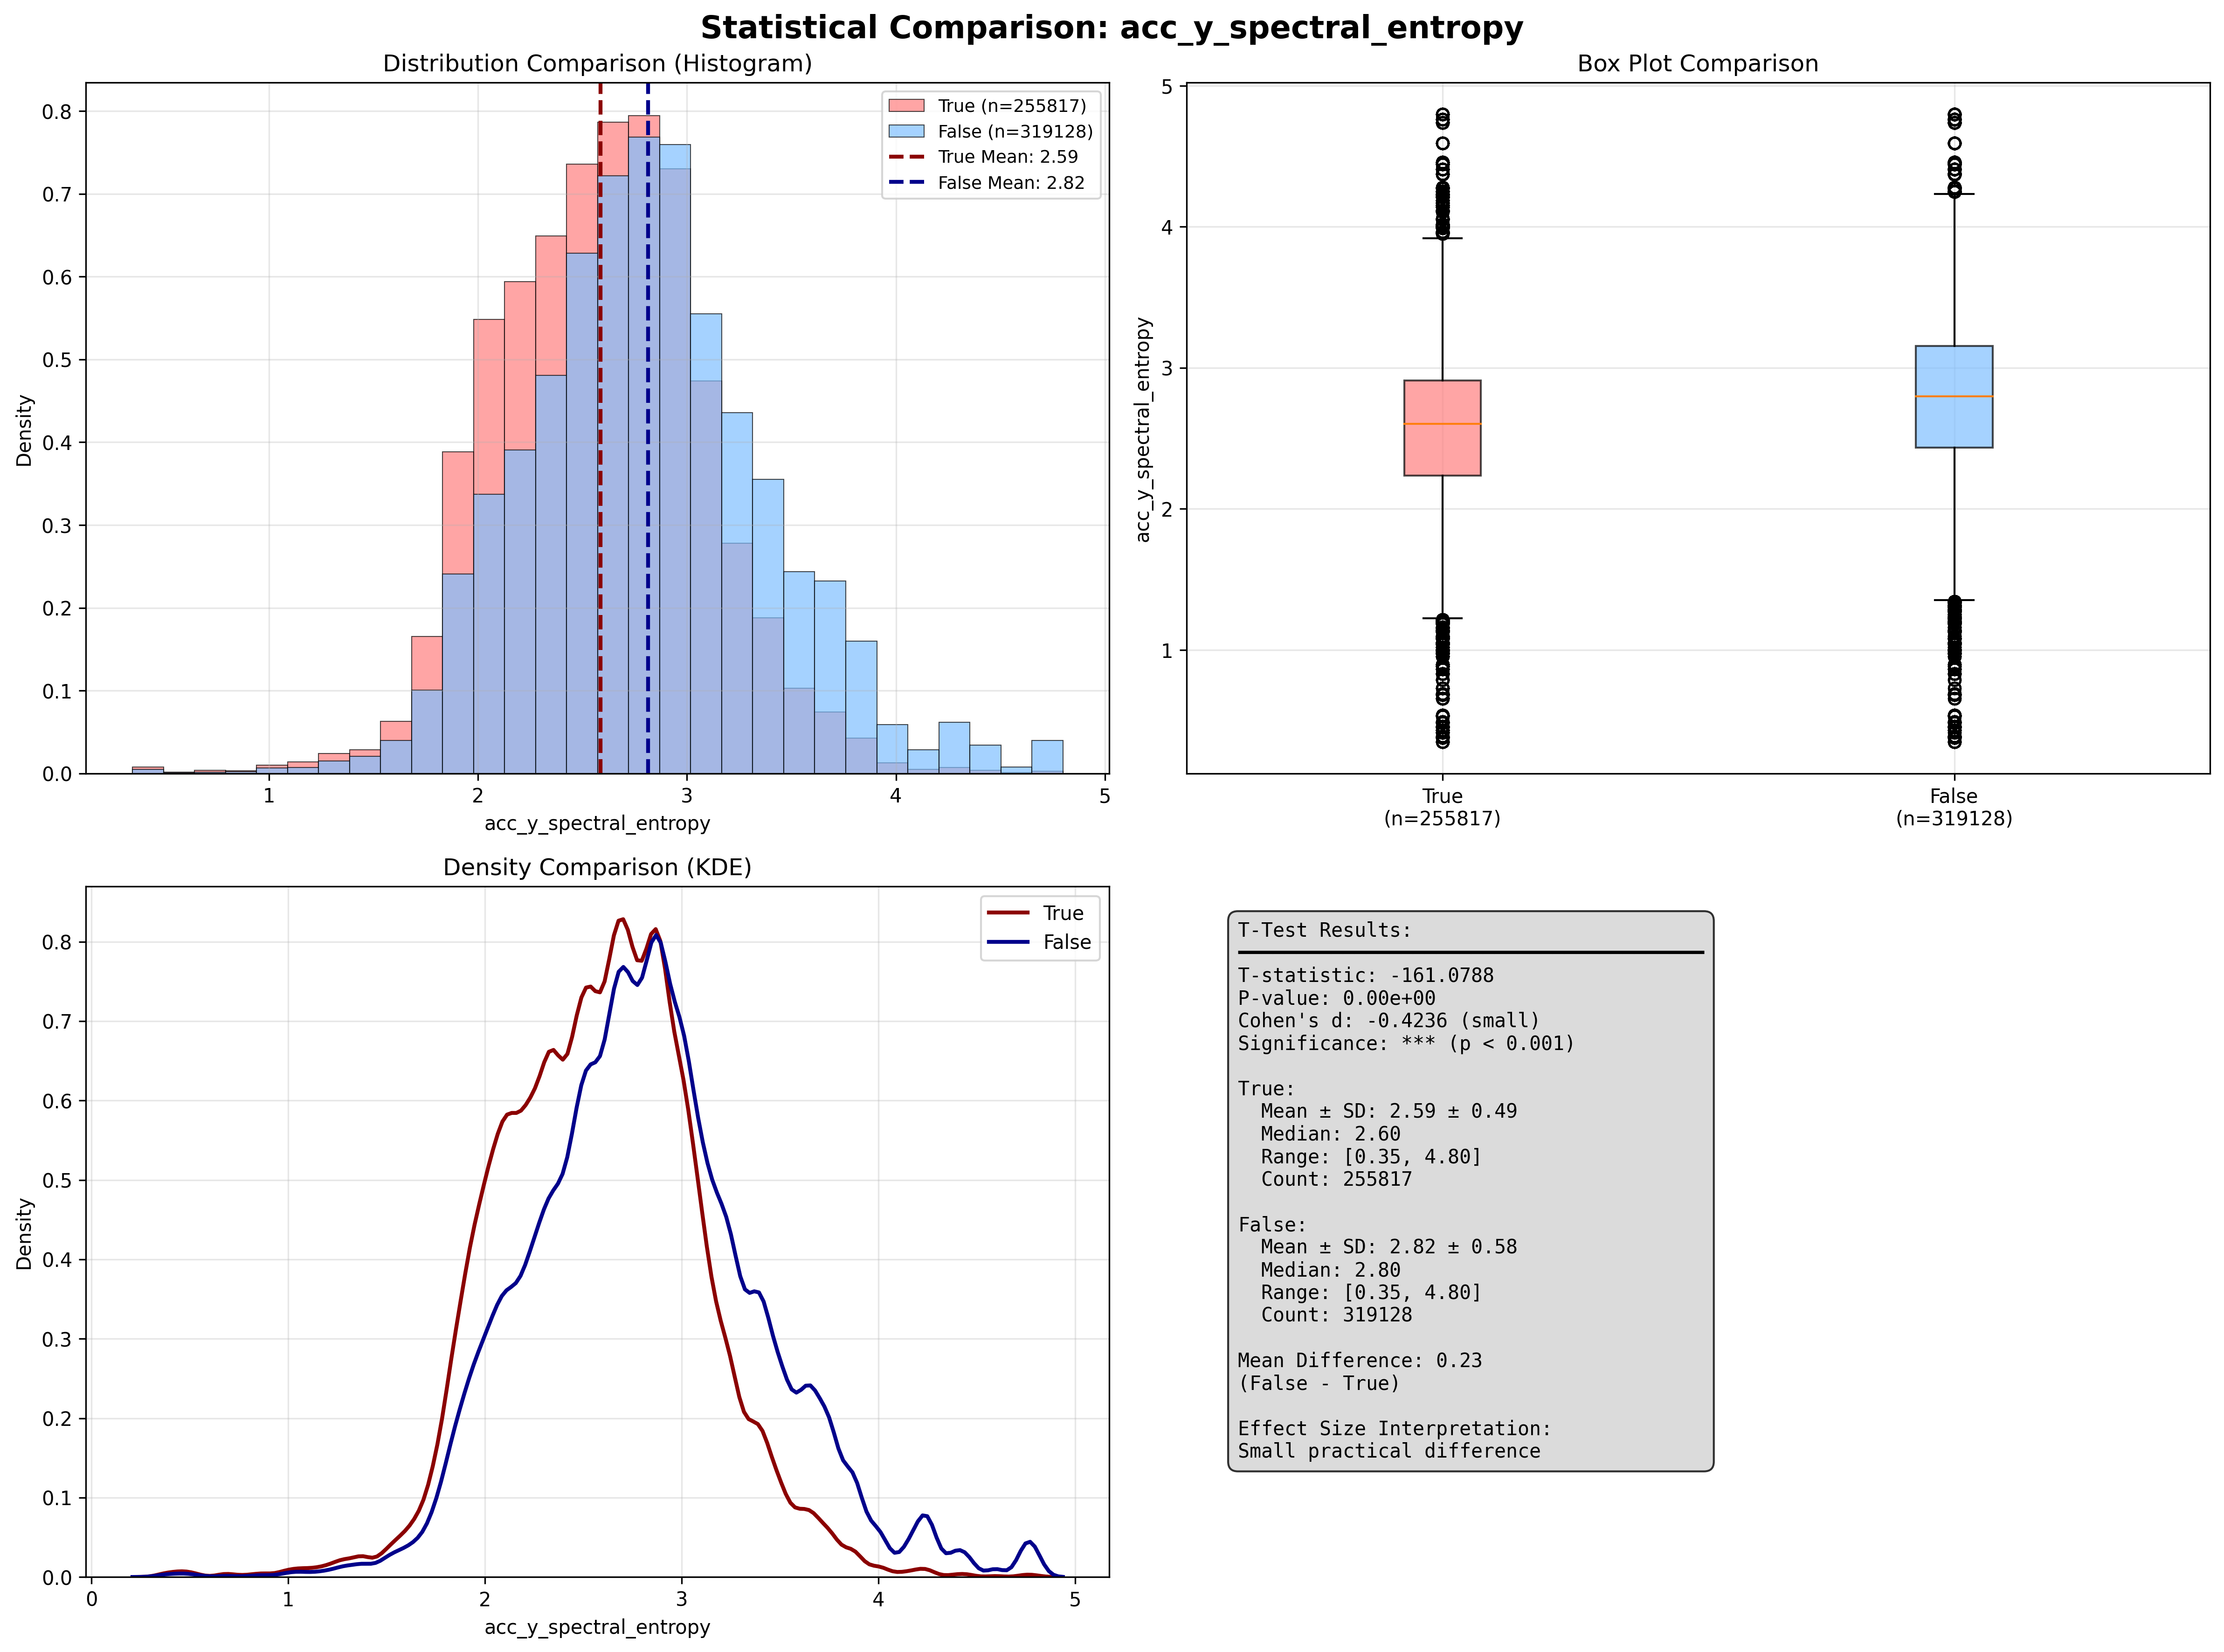 Statistical Comparison: acc_y_spectral_entropy
Distribution Comparison (Histogram)
Density
0.8
0.7
0.6
0.5
0.4
0.3
0.2
0.1
0.0
1
2
3
4
5
acc_y_spectral_entropy
True (n=255817)
False (n=319128)
True Mean: 2.59
False Mean: 2.82
Box Plot Comparison
acc_y_spectral_entropy
5
4
3
2
1
True
(n=255817)
False
(n=319128)
Density Comparison (KDE)
Density
0.8
0.7
0.6
0.5
0.4
0.3
0.2
0.1
0.0
0
1
2
3
4
5
acc_y_spectral_entropy
True
False
T-Test Results:
T-statistic: -161.0788
P-value: 0.00e+00
Cohen's d: -0.4236 (small)
Significance: *** (p < 0.001)
True:
Mean ± SD: 2.59 ± 0.49
Median: 2.60
Range: [0.35, 4.80]
Count: 255817
False:
Mean ± SD: 2.82 ± 0.58
Median: 2.80
Range: [0.35, 4.80]
Count: 319128
Mean Difference: 0.23
(False - True)
Effect Size Interpretation:
Small practical difference